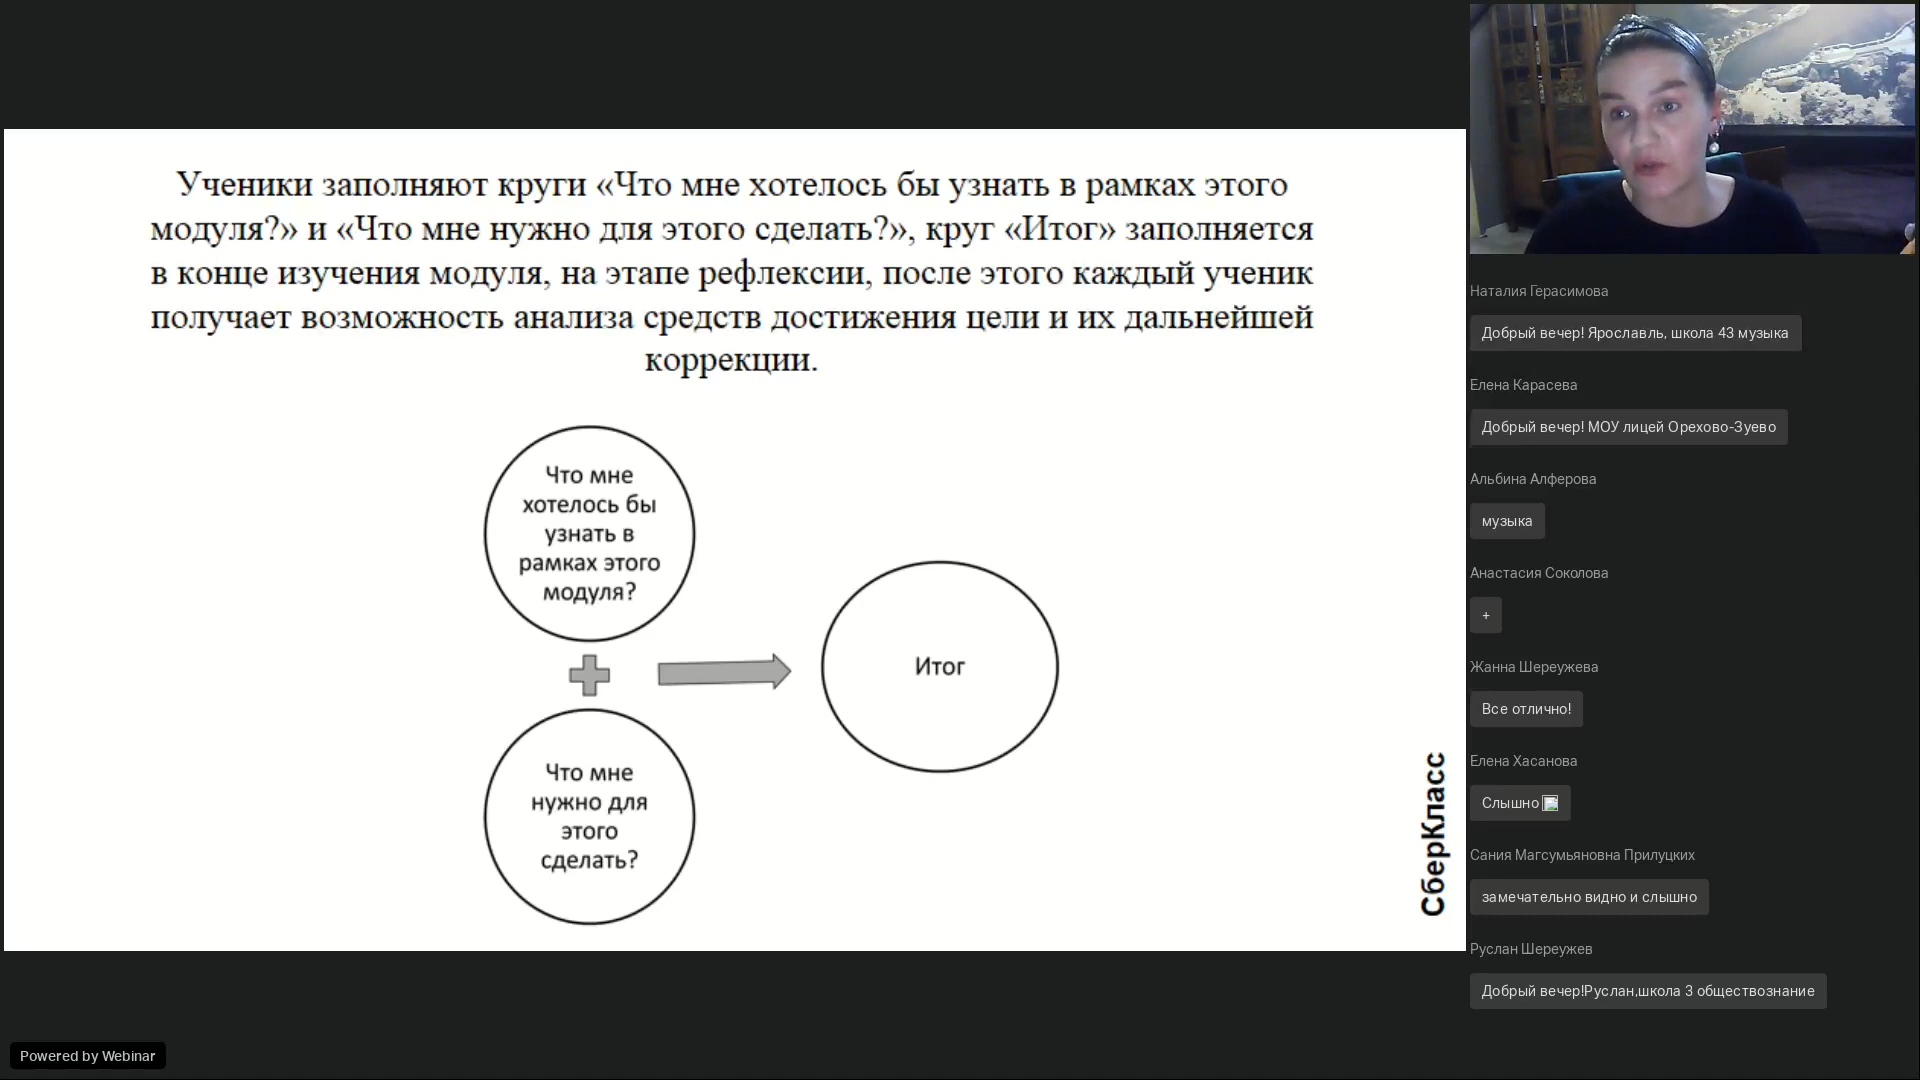 Ученики заполняют круги «Что мне хотелось бы узнать в рамках этого
модуля?» и «Что мне нужно для этого сделать?», круг «Итог» заполняется
в конце изучения модуля, на этапе рефлексии, после этого каждый ученик
получает возможность анализа средств достижения цели и их дальнейшей
коррекции.
Что мне
хотелось бы
узнать в
рамках этого
модуля?
Что мне
нужно для
этого
сделать?
Итог
СберКласс
Наталия Герасимова
Добрый вечер! Ярославль, школа 43 музыка
Елена Карасева
Добрый вечер! МОУ лицей Орехово-Зуево
Альбина Алферова
музыка
Анастасия Соколова
+
Жанна Шереужева
Все отлично!
Елена Хасанова
Слышно
Сания Магсумьяновна Прилуцких
замечательно видно и слышно
Руслан Шереужев
Добрый вечер!Руслан,школа 3 обществознание
Powered by Webinar